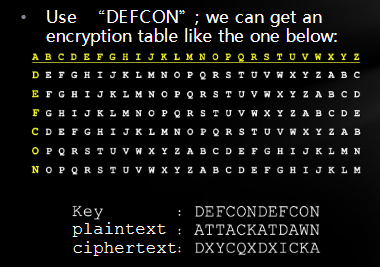 • Use “DEFCON”; we can get an
encryption table like the one below:
A B C D E F G H I J K L M N O P Q R S T U V W X Y Z
D E F G H I J K L M N O P Q R S T U V W X Y Z A B C
E F G H I J K L M N O P Q R S T U V W X Y Z A B C D
F G H I J K L M N O P Q R S T U V W X Y Z A B C D E
C D E F G H I J K L M N O P Q R S T U V W X Y Z A B
O P Q R S T U V W X Y Z A B C D E F G H I J K L M N
N O P Q R S T U V W X Y Z A B C D E F G H I J K L M
Key : DEFCONDEFCON
plaintext : ATTACKATDAWN
ciphertext: DXYCQXDXICKA